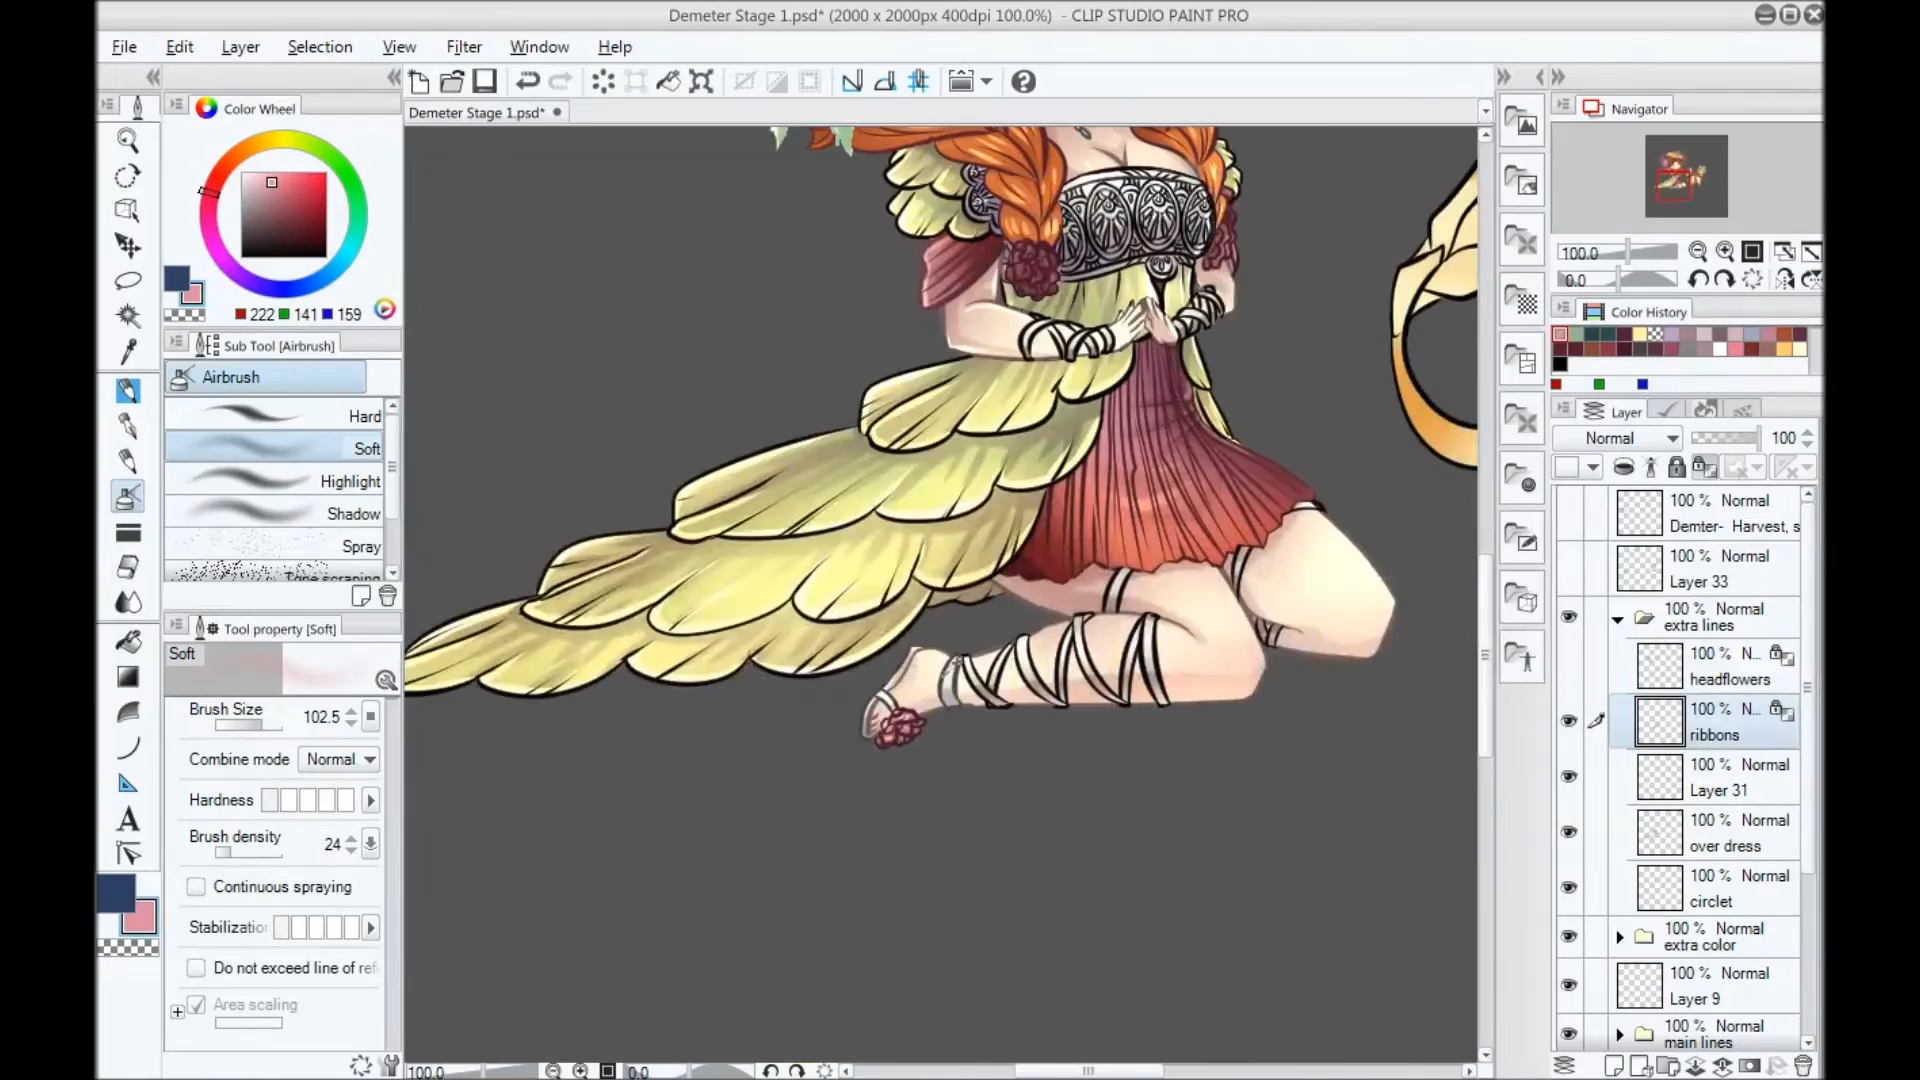 Demeter Stage 1.psd* (2000 x 2000px 400dpi 100.0%) - CLIP STUDIO PAINT PRO
File Edit Layer Selection View Filter Window Help
Color Wheel
Demeter Stage 1.psd*
Navigator
100.0
0.0
222 141 159
Color History
Sub Tool [Airbrush]
Airbrush
Hard
Soft
Highlight
Shadow
Spray
Tone scraping
Layer
Normal 100
100 % Normal
Demter- Harvest, s
100 % Normal
Layer 33
100 % Normal
extra lines
100 % N...
headflowers
100 % N...
ribbons
100 % Normal
Layer 31
100 % Normal
over dress
100 % Normal
circlet
100 % Normal
extra color
100 % Normal
Layer 9
100 % Normal
main lines
Tool property [Soft]
Soft
Brush Size 102.5
Combine mode Normal
Hardness
Brush density 24
Continuous spraying
Stabilization
Do not exceed line of ref
Area scaling
A
100.0 0.0